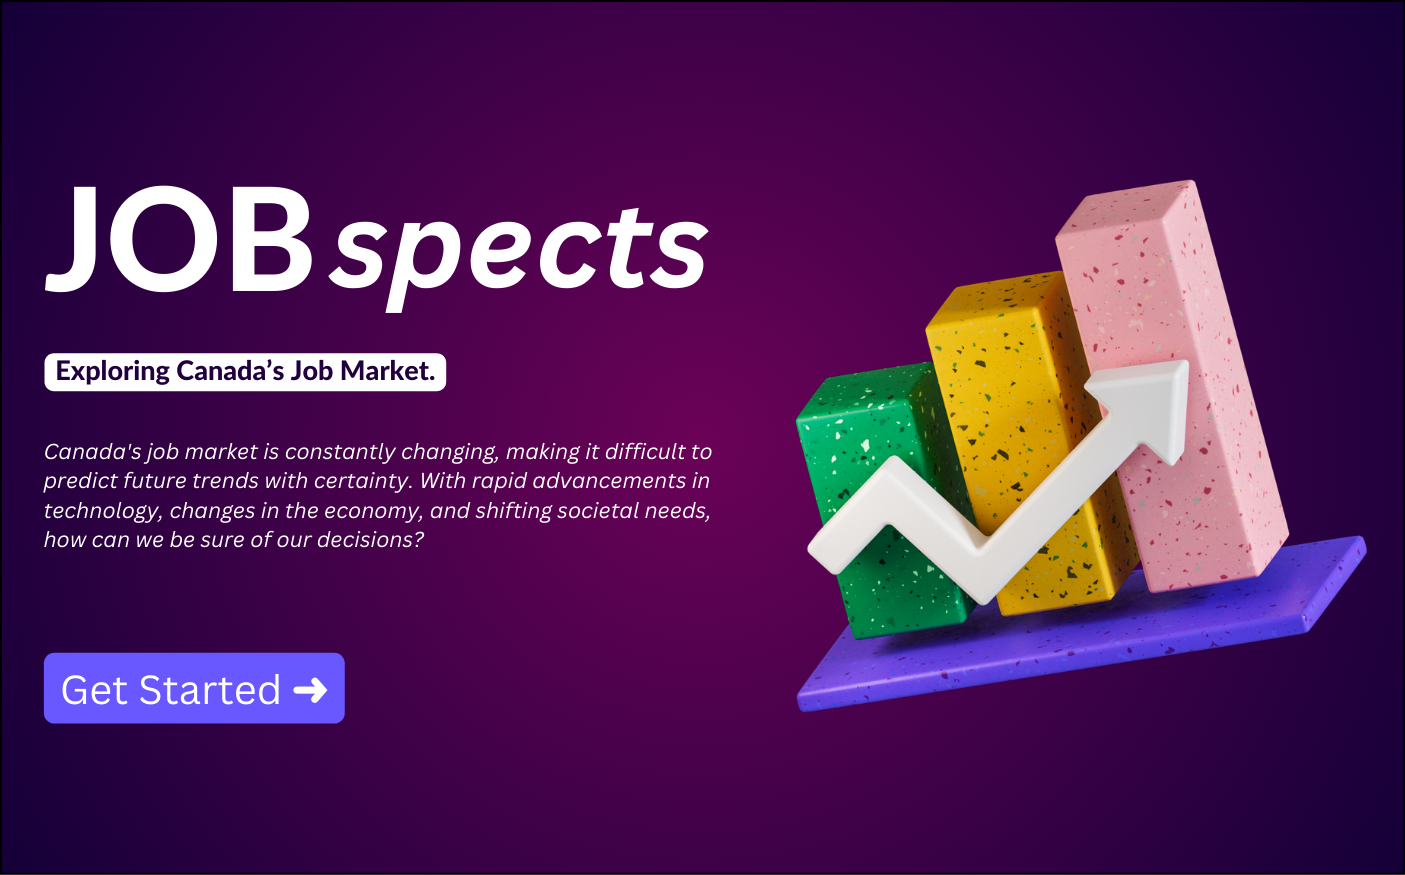 JOBspects
Exploring Canada’s Job Market.
Canada's job market is constantly changing, making it difficult to
predict future trends with certainty. With rapid advancements in
technology, changes in the economy, and shifting societal needs,
how can we be sure of our decisions?
Get Started ➜